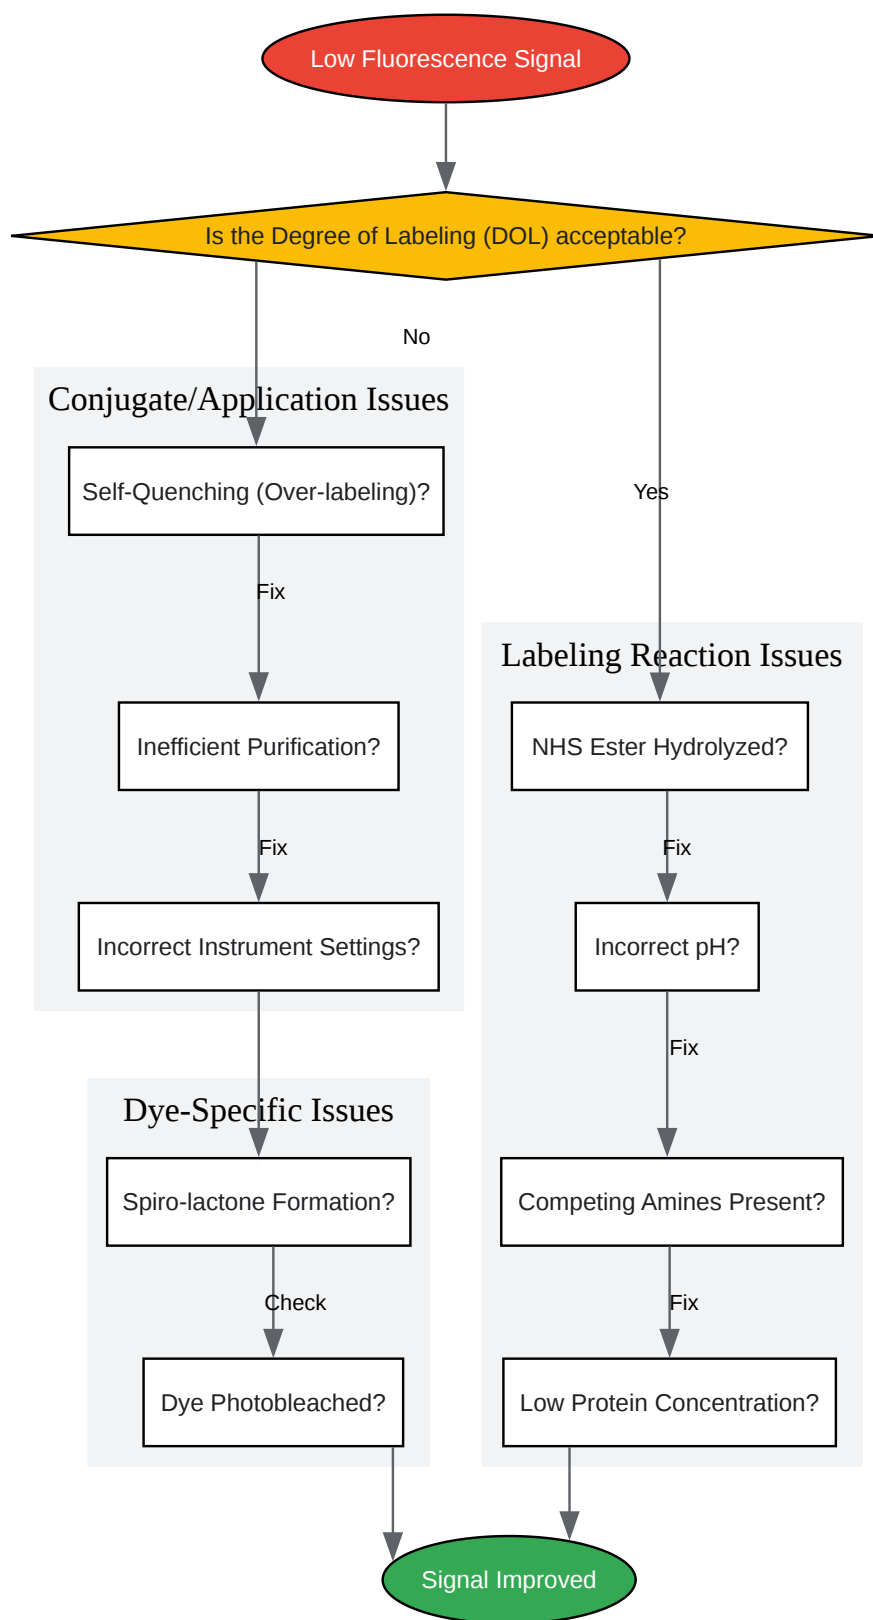 Low Fluorescence Signal
Is the Degree of Labeling (DOL) acceptable?
No
Conjugate/Application Issues
Self-Quenching (Over-labeling)?
Yes
Fix
Labeling Reaction Issues
Inefficient Purification?
NHS Ester Hydrolyzed?
Fix
Fix
Incorrect Instrument Settings?
Incorrect pH?
Fix
Dye-Specific Issues
Spiro-lactone Formation?
Competing Amines Present?
Check
Fix
Dye Photobleached?
Low Protein Concentration?
Signal Improved